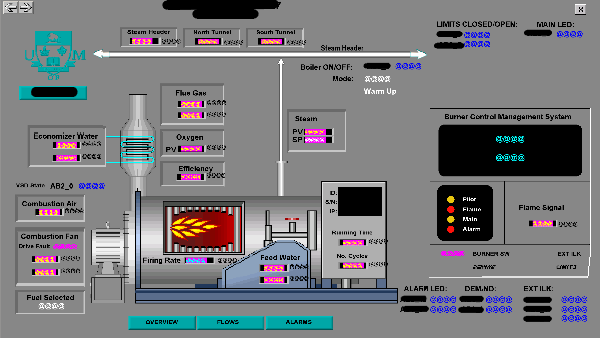 Steam Header
North Tunnel
South Tunnel
@@@@
@@@@
@@@@
Steam Header
LIMITS CLOSED/OPEN:
MAIN LED:
@@@@
@@@@
@@@@
Boiler ON/OFF:
@@@@
Mode:
@@@@
Warm Up
U M
Flue Gas
@@@@
@@@@
Economizer Water
@@@@
@@@@
Oxygen
PV
@@@@
Efficiency
@@@@
Steam
PV
SP
Burner Control Management System
@@@@
@@@@
AB2_0
@@@@
Combustion Air
@@@@
Combustion Fan
Drive Fault
@@@@
@@@@
@@@@
Fuel Selected
@@@@
ID:
S/N:
IP:
Running Time
@@@@
No. Cycles
@@@@
Firing Rate
@@@@
Feed Water
@@@@
@@@@
Pilot
Flame
Main
Alarm
Flame Signal
@@@@
BURNER SW
EXT ILK
DEMAND
LIMITS
ALARM LED:
DEMAND:
EXT ILK:
@@@@
@@@@
@@@@
@@@@
@@@@
@@@@
@@@@
OVERVIEW
FLOWS
ALARMS